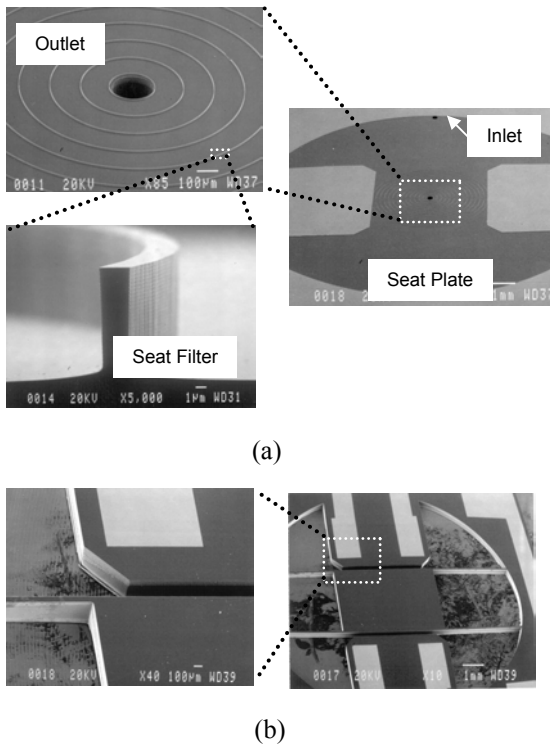 Outlet
0011 20KV X85 100µm WD37
Inlet
Seat Plate
0018 1mm WD37
Seat Filter
0014 20KV X5,000 1µm WD31
(a)
0018 20KV X40 100µm WD39
0017 20KV X10 1mm WD39
(b)